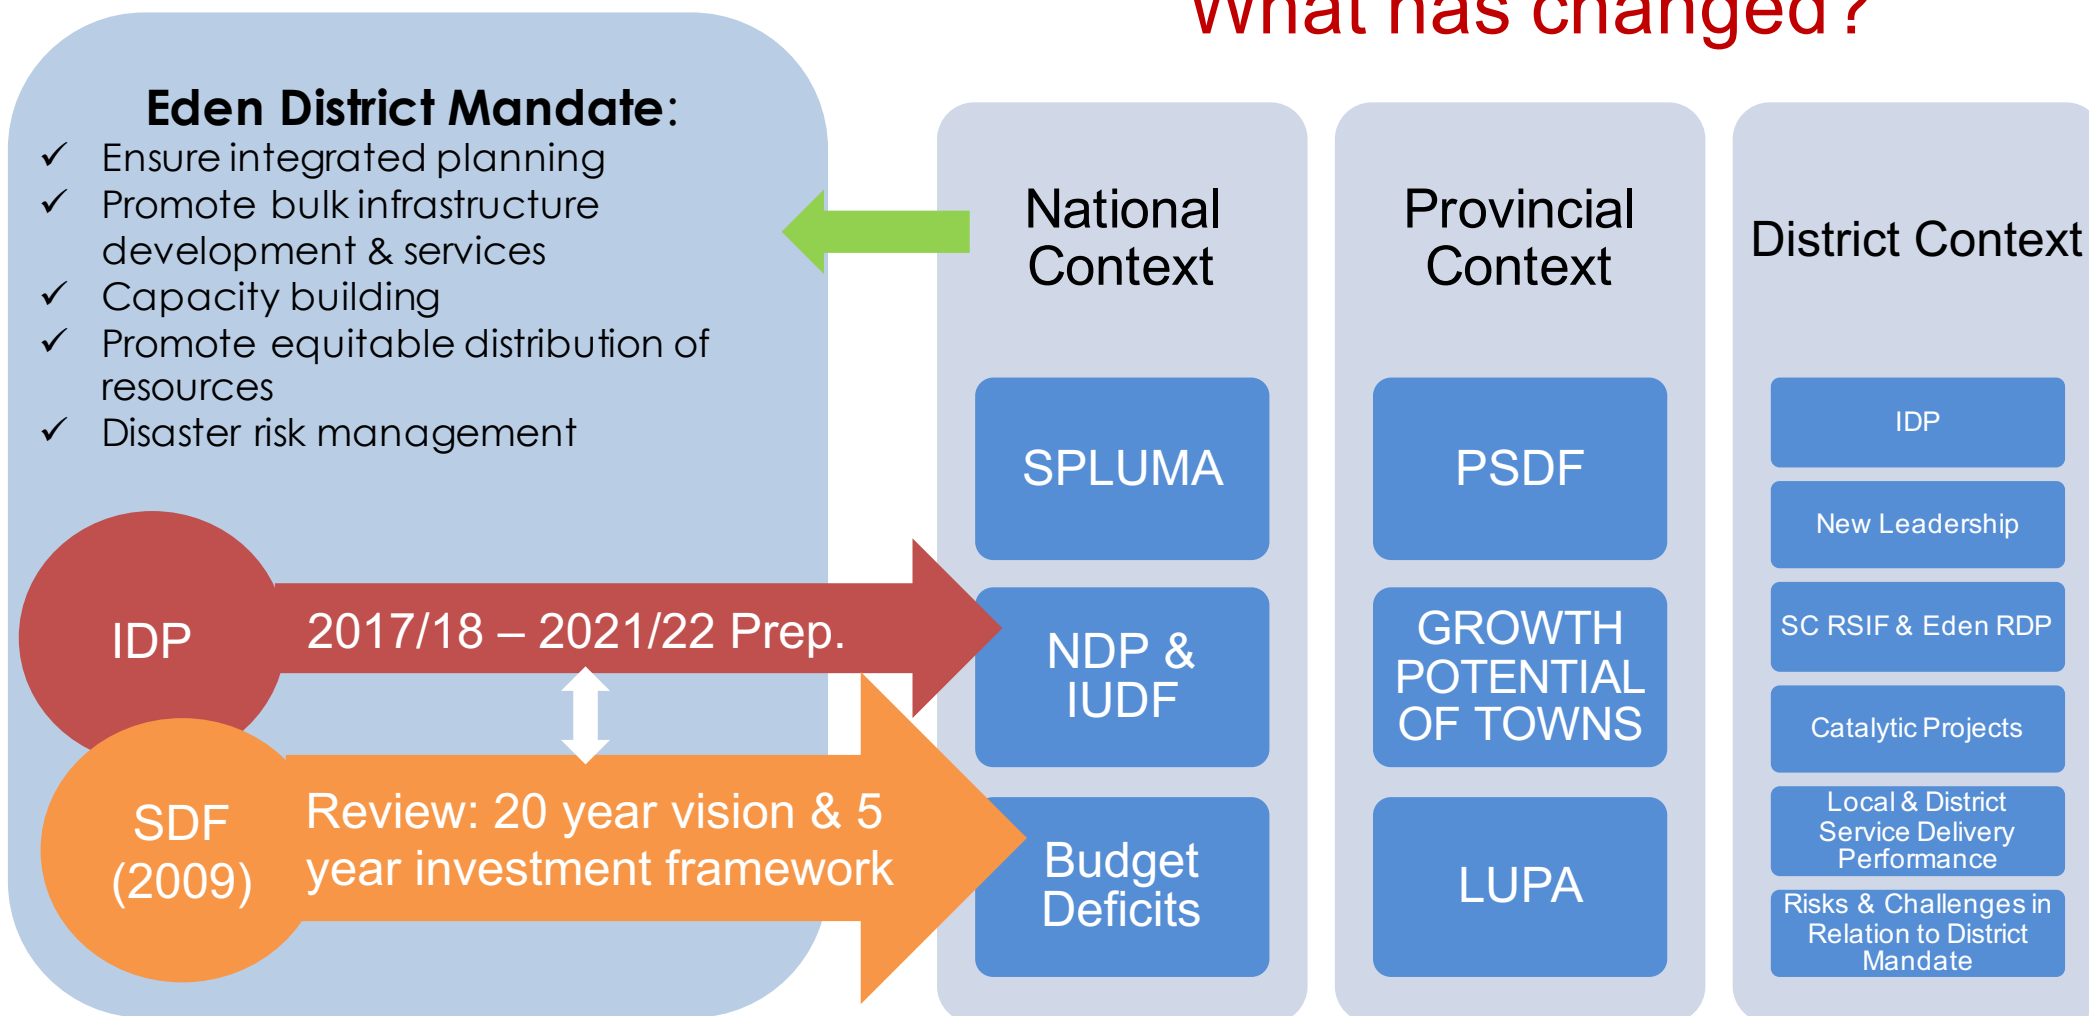 What has changed?
Eden District Mandate:
✓ Ensure integrated planning
✓ Promote bulk infrastructure
development & services
✓ Capacity building
✓ Promote equitable distribution of
resources
✓ Disaster risk management
IDP
2017/18 – 2021/22 Prep.
SDF
(2009)
Review: 20 year vision & 5
year investment framework
National
Context
SPLUMA
NDP &
IUDF
Budget
Deficits
Provincial
Context
PSDF
GROWTH
POTENTIAL
OF TOWNS
LUPA
District Context
IDP
New Leadership
SC RSIF & Eden RDP
Catalytic Projects
Local & District
Service Delivery
Performance
Risks & Challenges in
Relation to District
Mandate